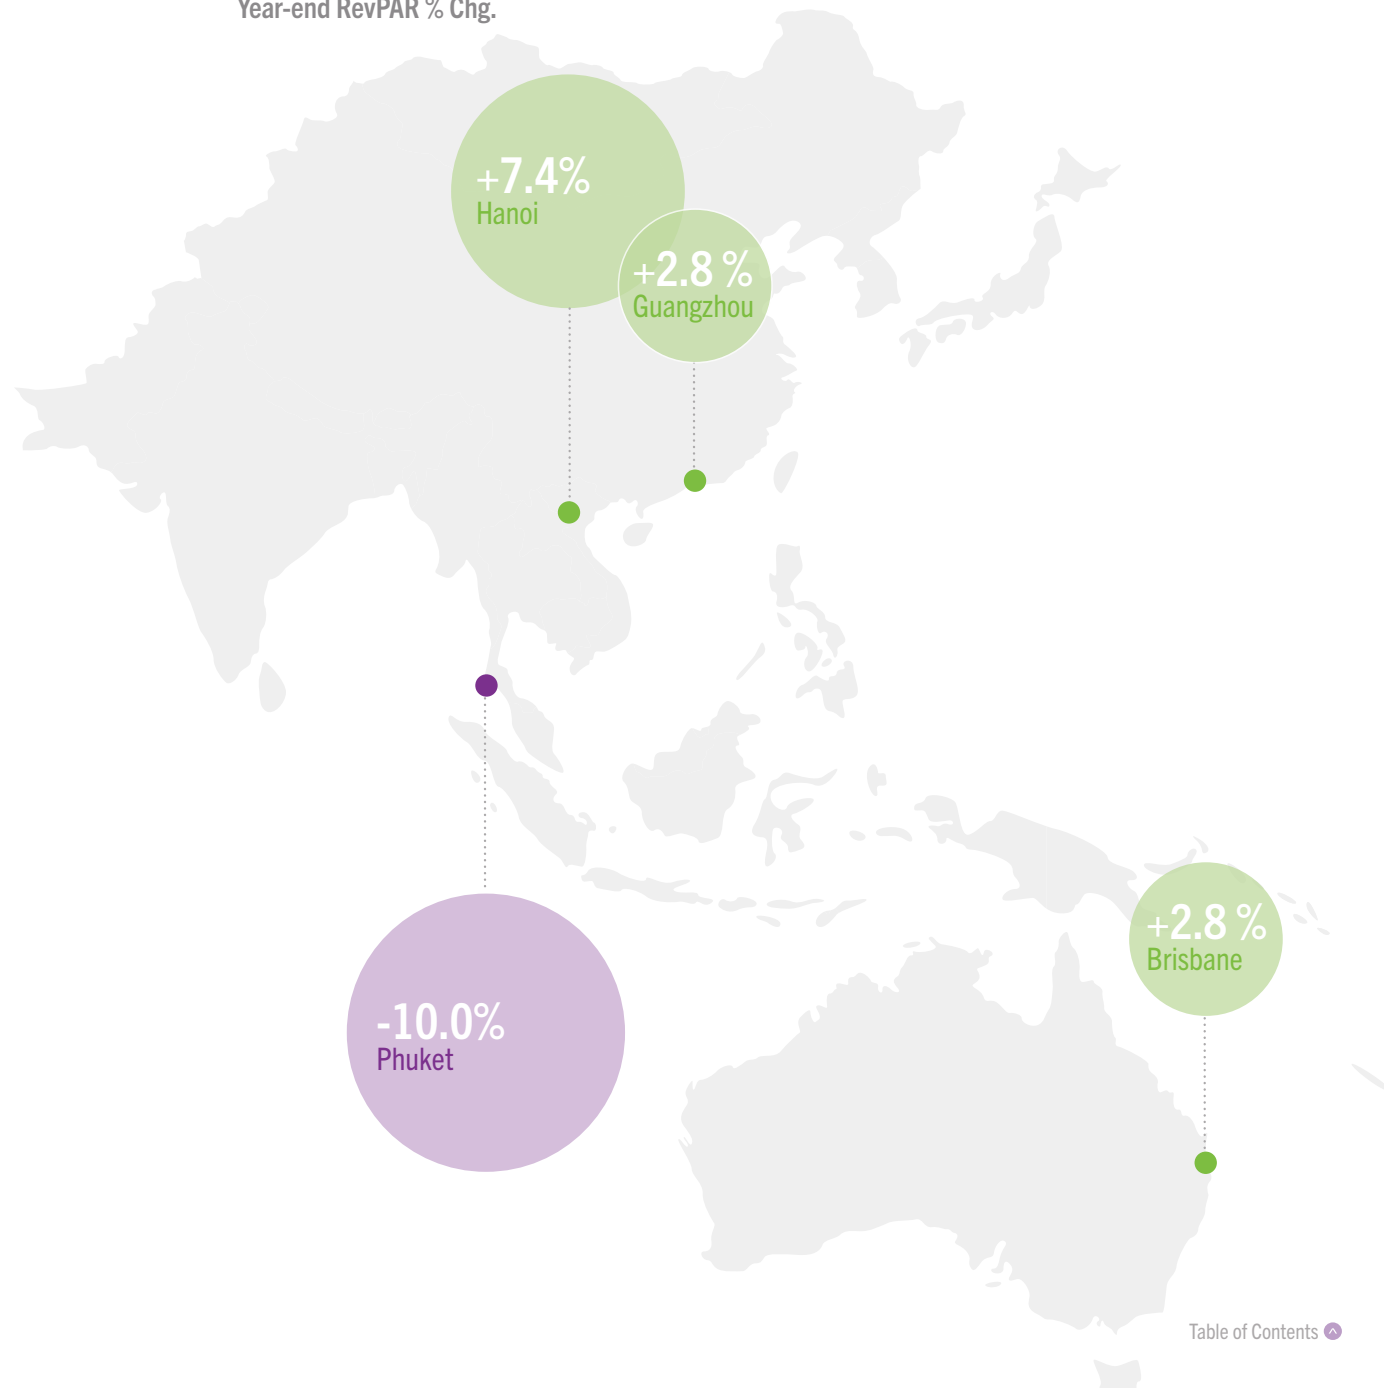 Year-end RevPAR % Chg.
+7.4%
Hanoi
+2.8 %
Guangzhou
+2.8 %
Brisbane
-10.0%
Phuket
Table of Contents